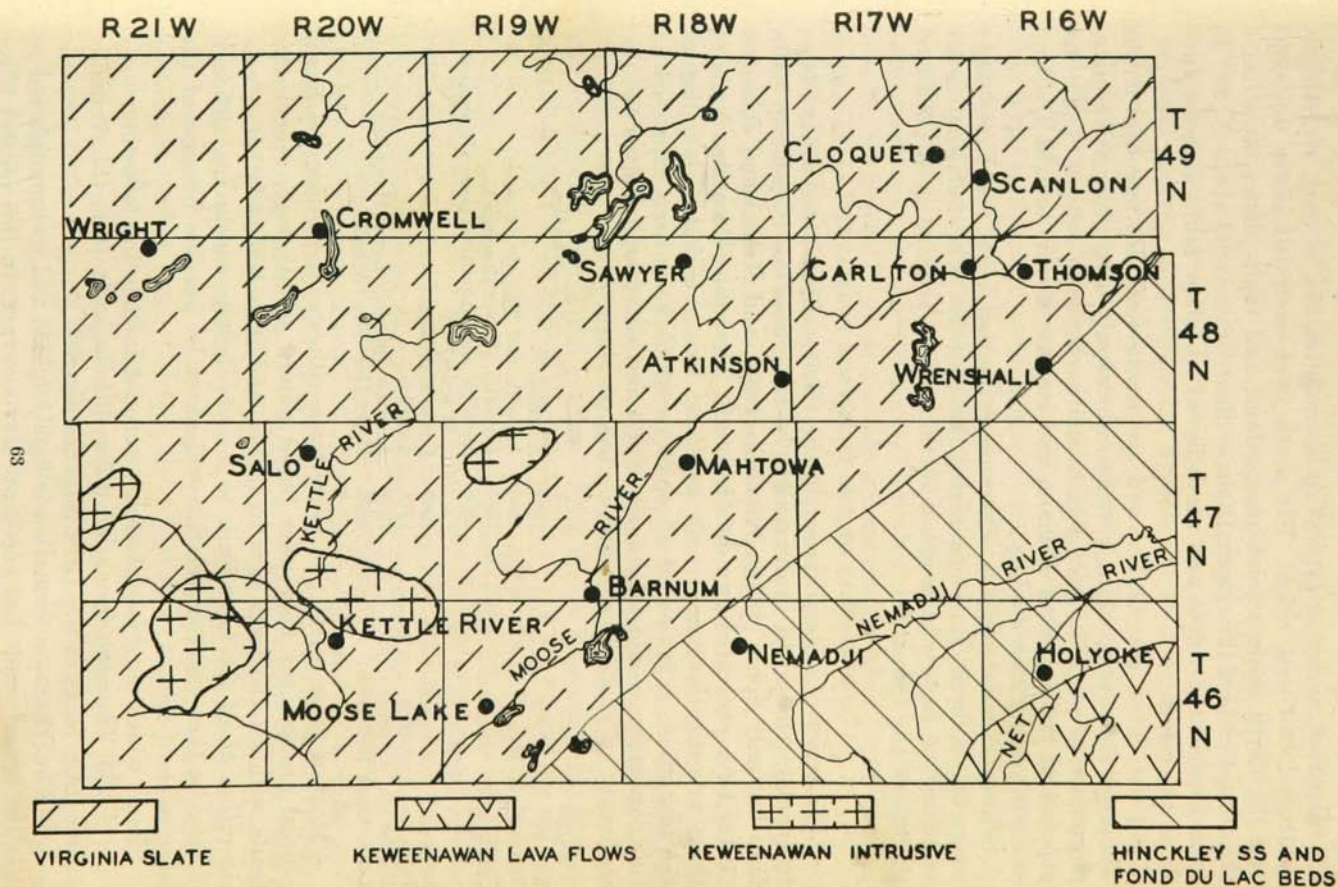 R21W R20W R19W R18W R17W R16W
T
49
N
CLOQUET
SCANLON
WRIGHT
CROMWELL
SAWYER
CARLTON
THOMSON
T
48
N
ATKINSON
WRENSHALL
63
SALO
KETTLE RIVER
MAHTOWA
T
47
N
RIVER
BARNUM
NEMADJI RIVER
RIVER
KETTLE RIVER
MOOSE
NEMADJI
HOLYOKE
T
46
N
MOOSE LAKE
NET
VIRGINIA SLATE
KEWEENAWAN LAVA FLOWS
KEWEENAWAN INTRUSIVE
HINCKLEY SS AND
FOND DU LAC BEDS